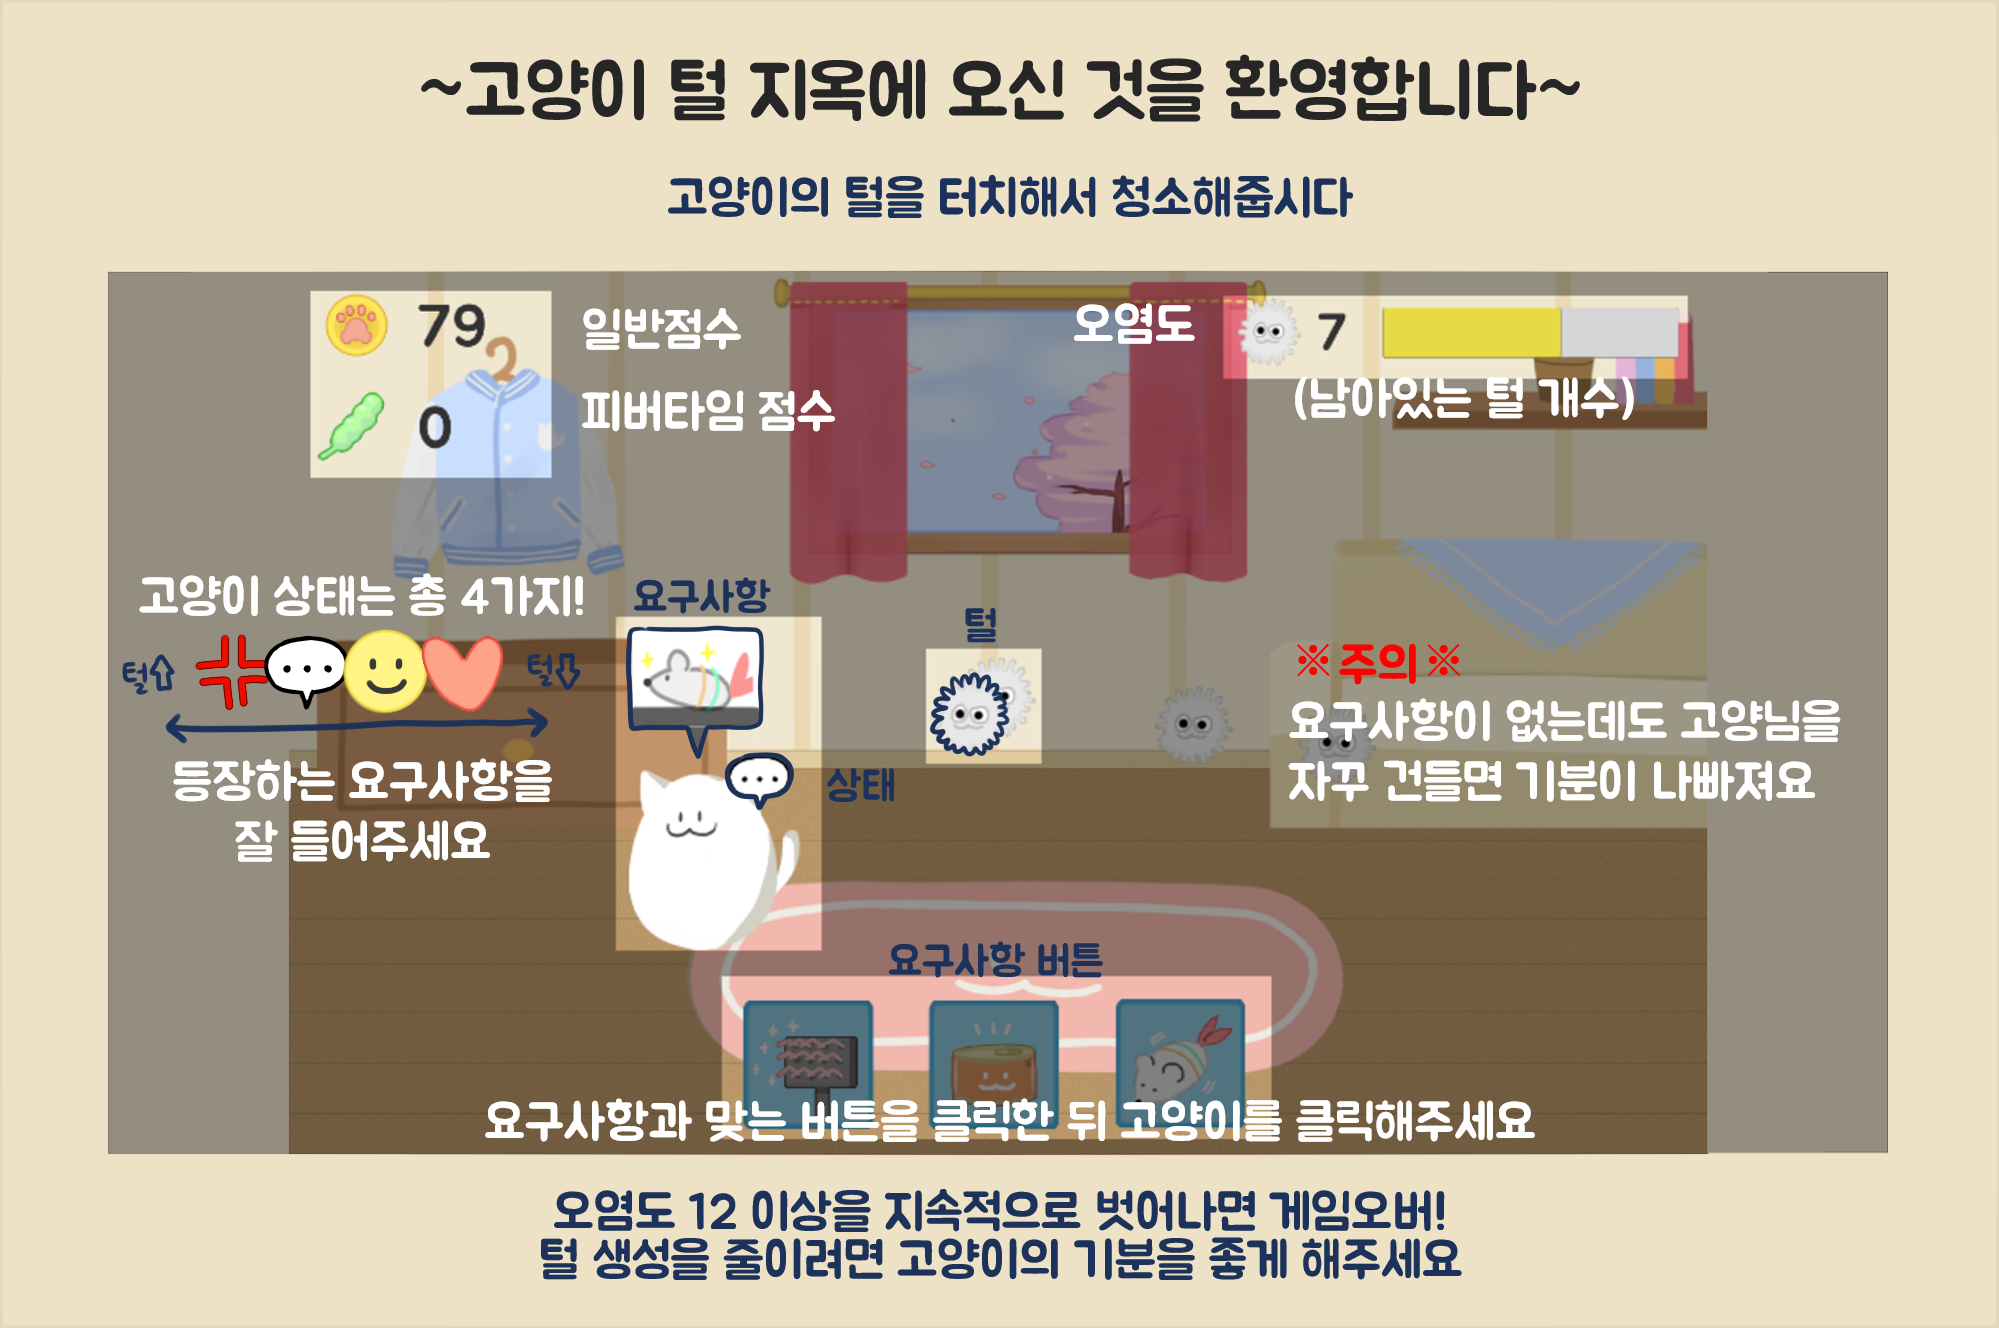 ~고양이 털 지옥에 오신 것을 환영합니다~
고양이의 털을 터치해서 청소해줍시다
79
일반점수
오염도
7
0
피버타임 점수
(남아있는 털 개수)
고양이 상태는 총 4가지!
요구사항
털
털⇧
털⇩
※주의※
요구사항이 없는데도 고양님을
자꾸 건들면 기분이 나빠져요
등장하는 요구사항을
잘 들어주세요
상태
요구사항 버튼
요구사항과 맞는 버튼을 클릭한 뒤 고양이를 클릭해주세요
오염도 12 이상을 지속적으로 벗어나면 게임오버!
털 생성을 줄이려면 고양이의 기분을 좋게 해주세요